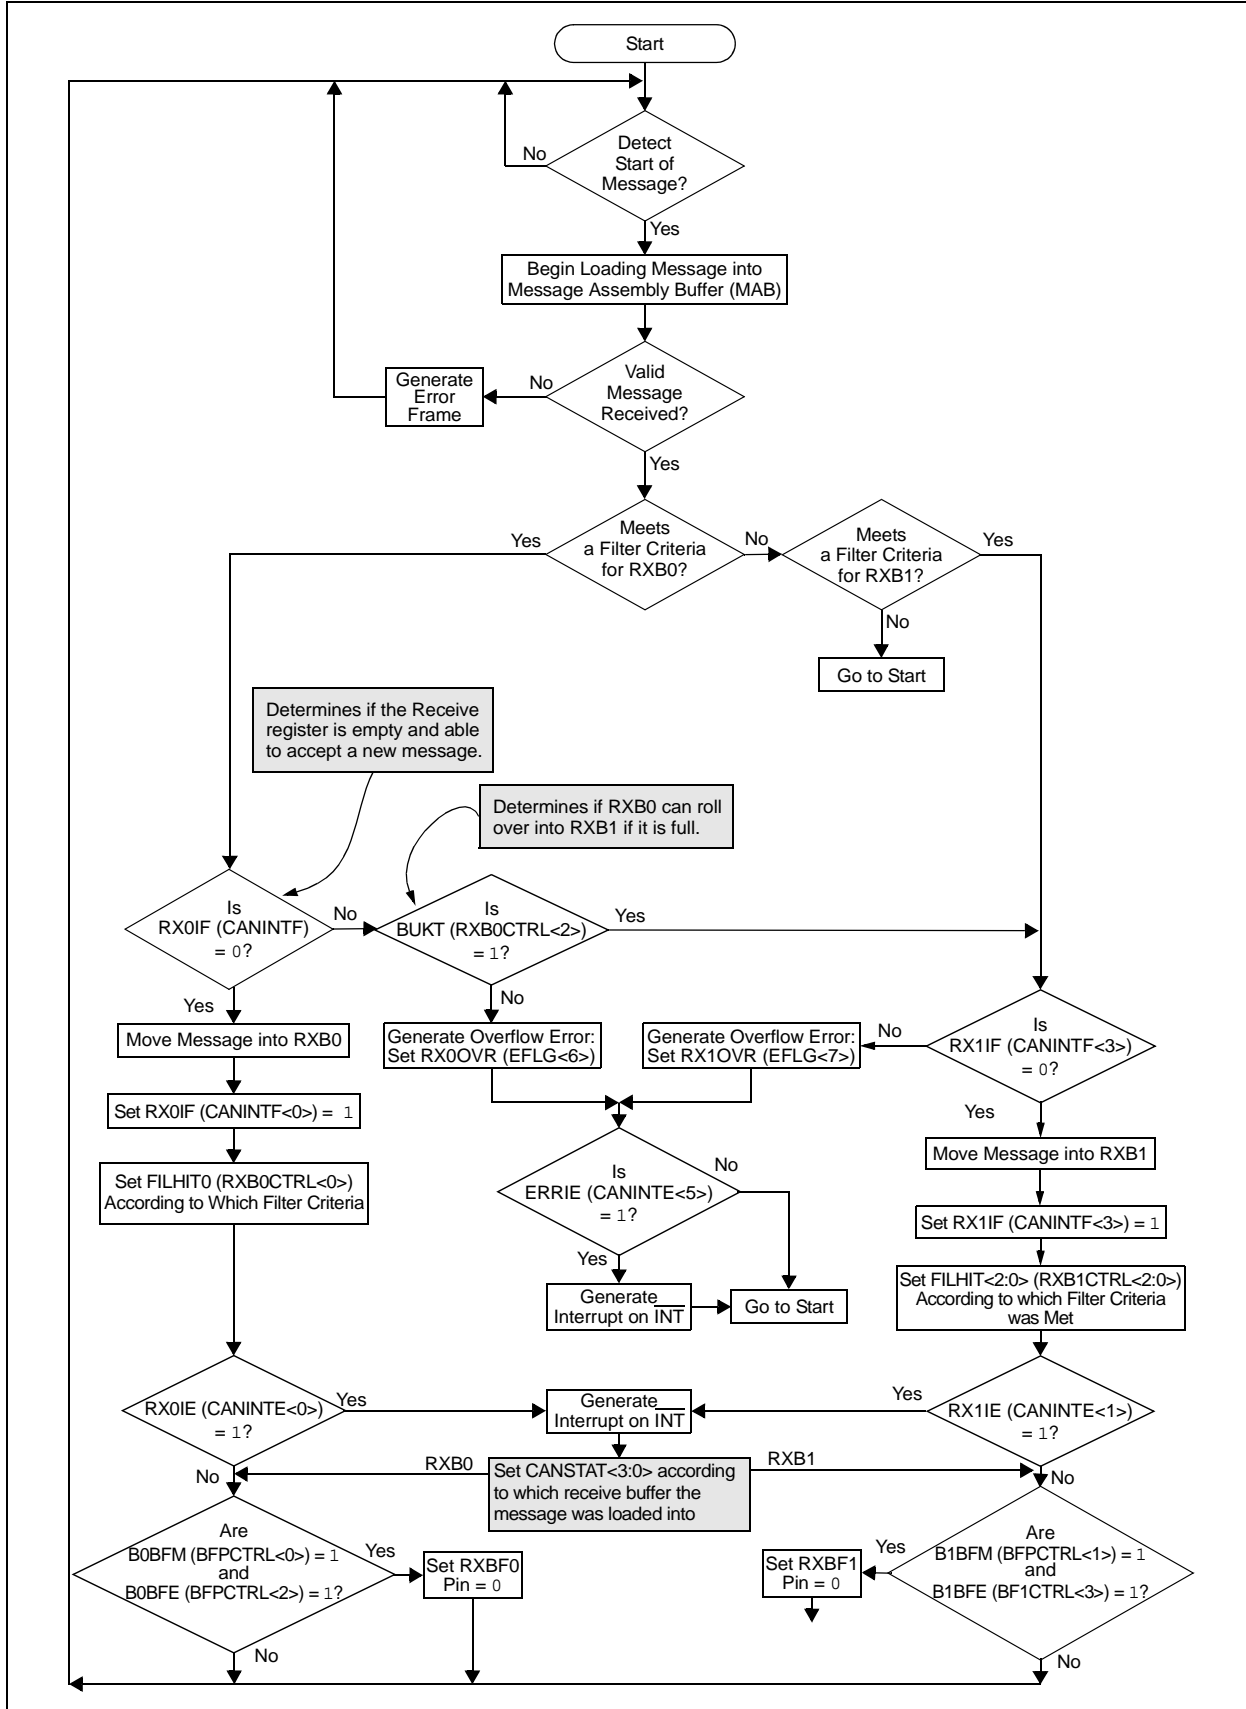 Start
Detect
Start of
Message?
No
Yes
Begin Loading Message into
Message Assembly Buffer (MAB)
Valid
Message
Received?
No
Generate
Error
Frame
Yes
Meets
a Filter Criteria
for RXB0?
Yes
No
Meets
a Filter Criteria
for RXB1?
Yes
No
Go to Start
Determines if the Receive
register is empty and able
to accept a new message.
Determines if RXB0 can roll
over into RXB1 if it is full.
Is
RX0IF (CANINTF)
= 0?
No
Is
BUKT (RXB0CTRL<2>)
= 1?
Yes
Yes
No
Move Message into RXB0
Generate Overflow Error:
Set RX0OVR (EFLG<6>)
Generate Overflow Error:
Set RX1OVR (EFLG<7>)
No
Is
RX1IF (CANINTF<3>)
= 0?
Set RX0IF (CANINTF<0>) = 1
Yes
Set FILHIT0 (RXB0CTRL<0>)
According to Which Filter Criteria
Is
ERRIE (CANINTE<5>)
= 1?
No
Move Message into RXB1
Set RX1IF (CANINTF<3>) = 1
Yes
Generate
Interrupt on INT
Go to Start
Set FILHIT<2:0> (RXB1CTRL<2:0>)
According to which Filter Criteria
was Met
RX0IE (CANINTE<0>)
= 1?
Yes
Generate
Interrupt on INT
Yes
RX1IE (CANINTE<1>)
= 1?
No
RXB0
Set CANSTAT<3:0> according
to which receive buffer the
message was loaded into
RXB1
No
Are
B0BFM (BFPCTRL<0>) = 1
and
B0BFE (BFPCTRL<2>) = 1?
Yes
Set RXBF0
Pin = 0
Set RXBF1
Pin = 0
Yes
Are
B1BFM (BFPCTRL<1>) = 1
and
B1BFE (BF1CTRL<3>) = 1?
No
No